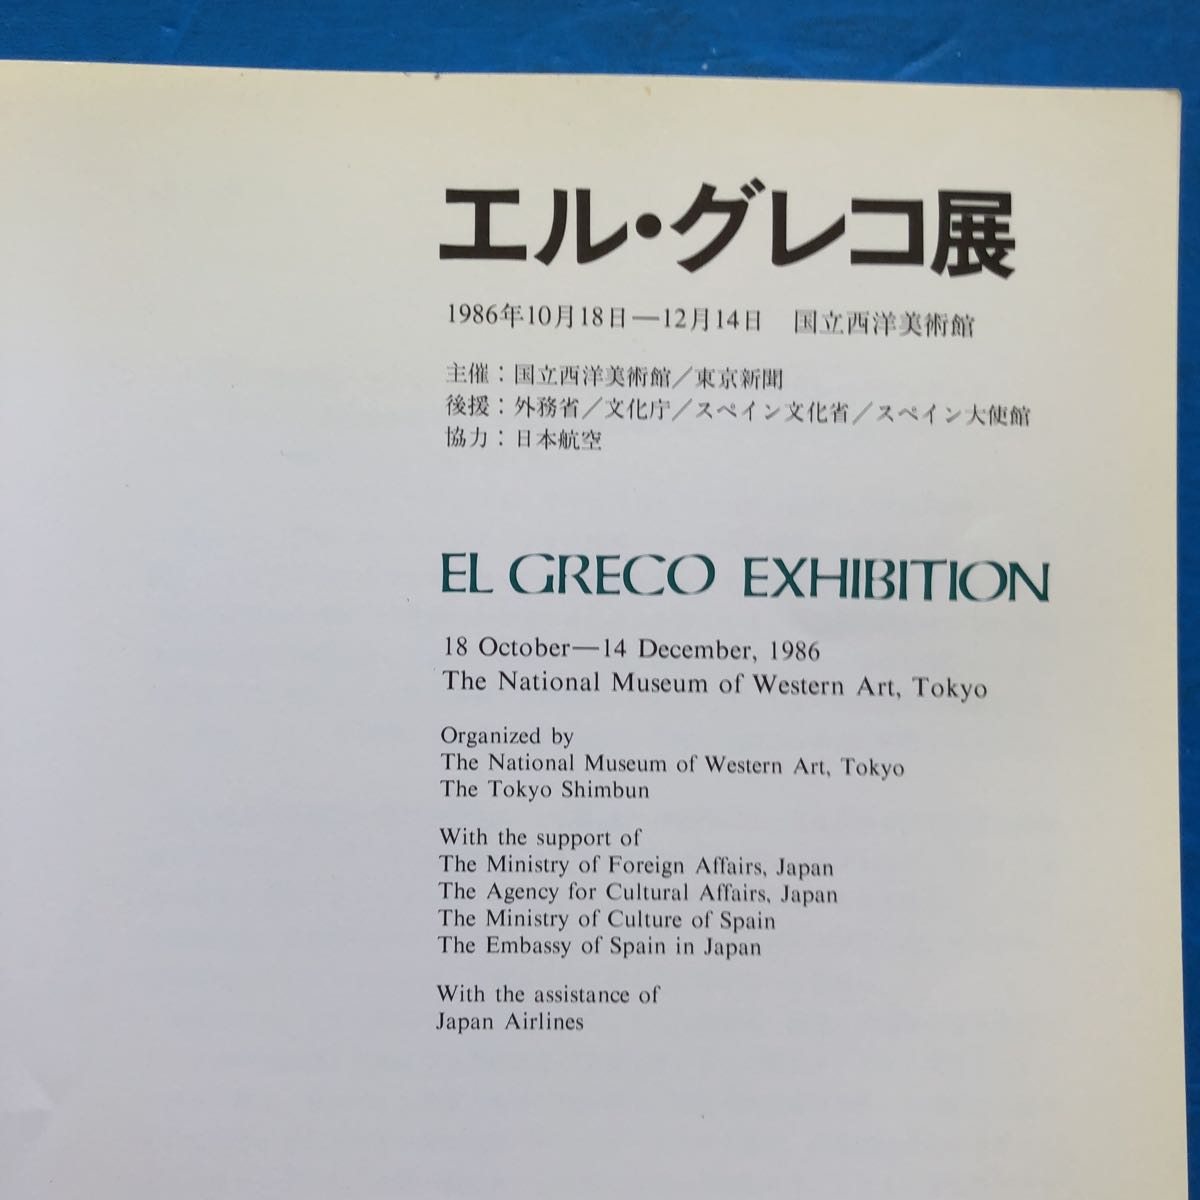 エル・グレコ展
1986年10月18日—12月14日　国立西洋美術館
主催：国立西洋美術館／東京新聞
後援：外務省／文化庁／スペイン文化省／スペイン大使館
協力：日本航空
EL GRECO EXHIBITION
18 October—14 December, 1986
The National Museum of Western Art, Tokyo
Organized by
The National Museum of Western Art, Tokyo
The Tokyo Shimbun
With the support of
The Ministry of Foreign Affairs, Japan
The Agency for Cultural Affairs, Japan
The Ministry of Culture of Spain
The Embassy of Spain in Japan
With the assistance of
Japan Airlines